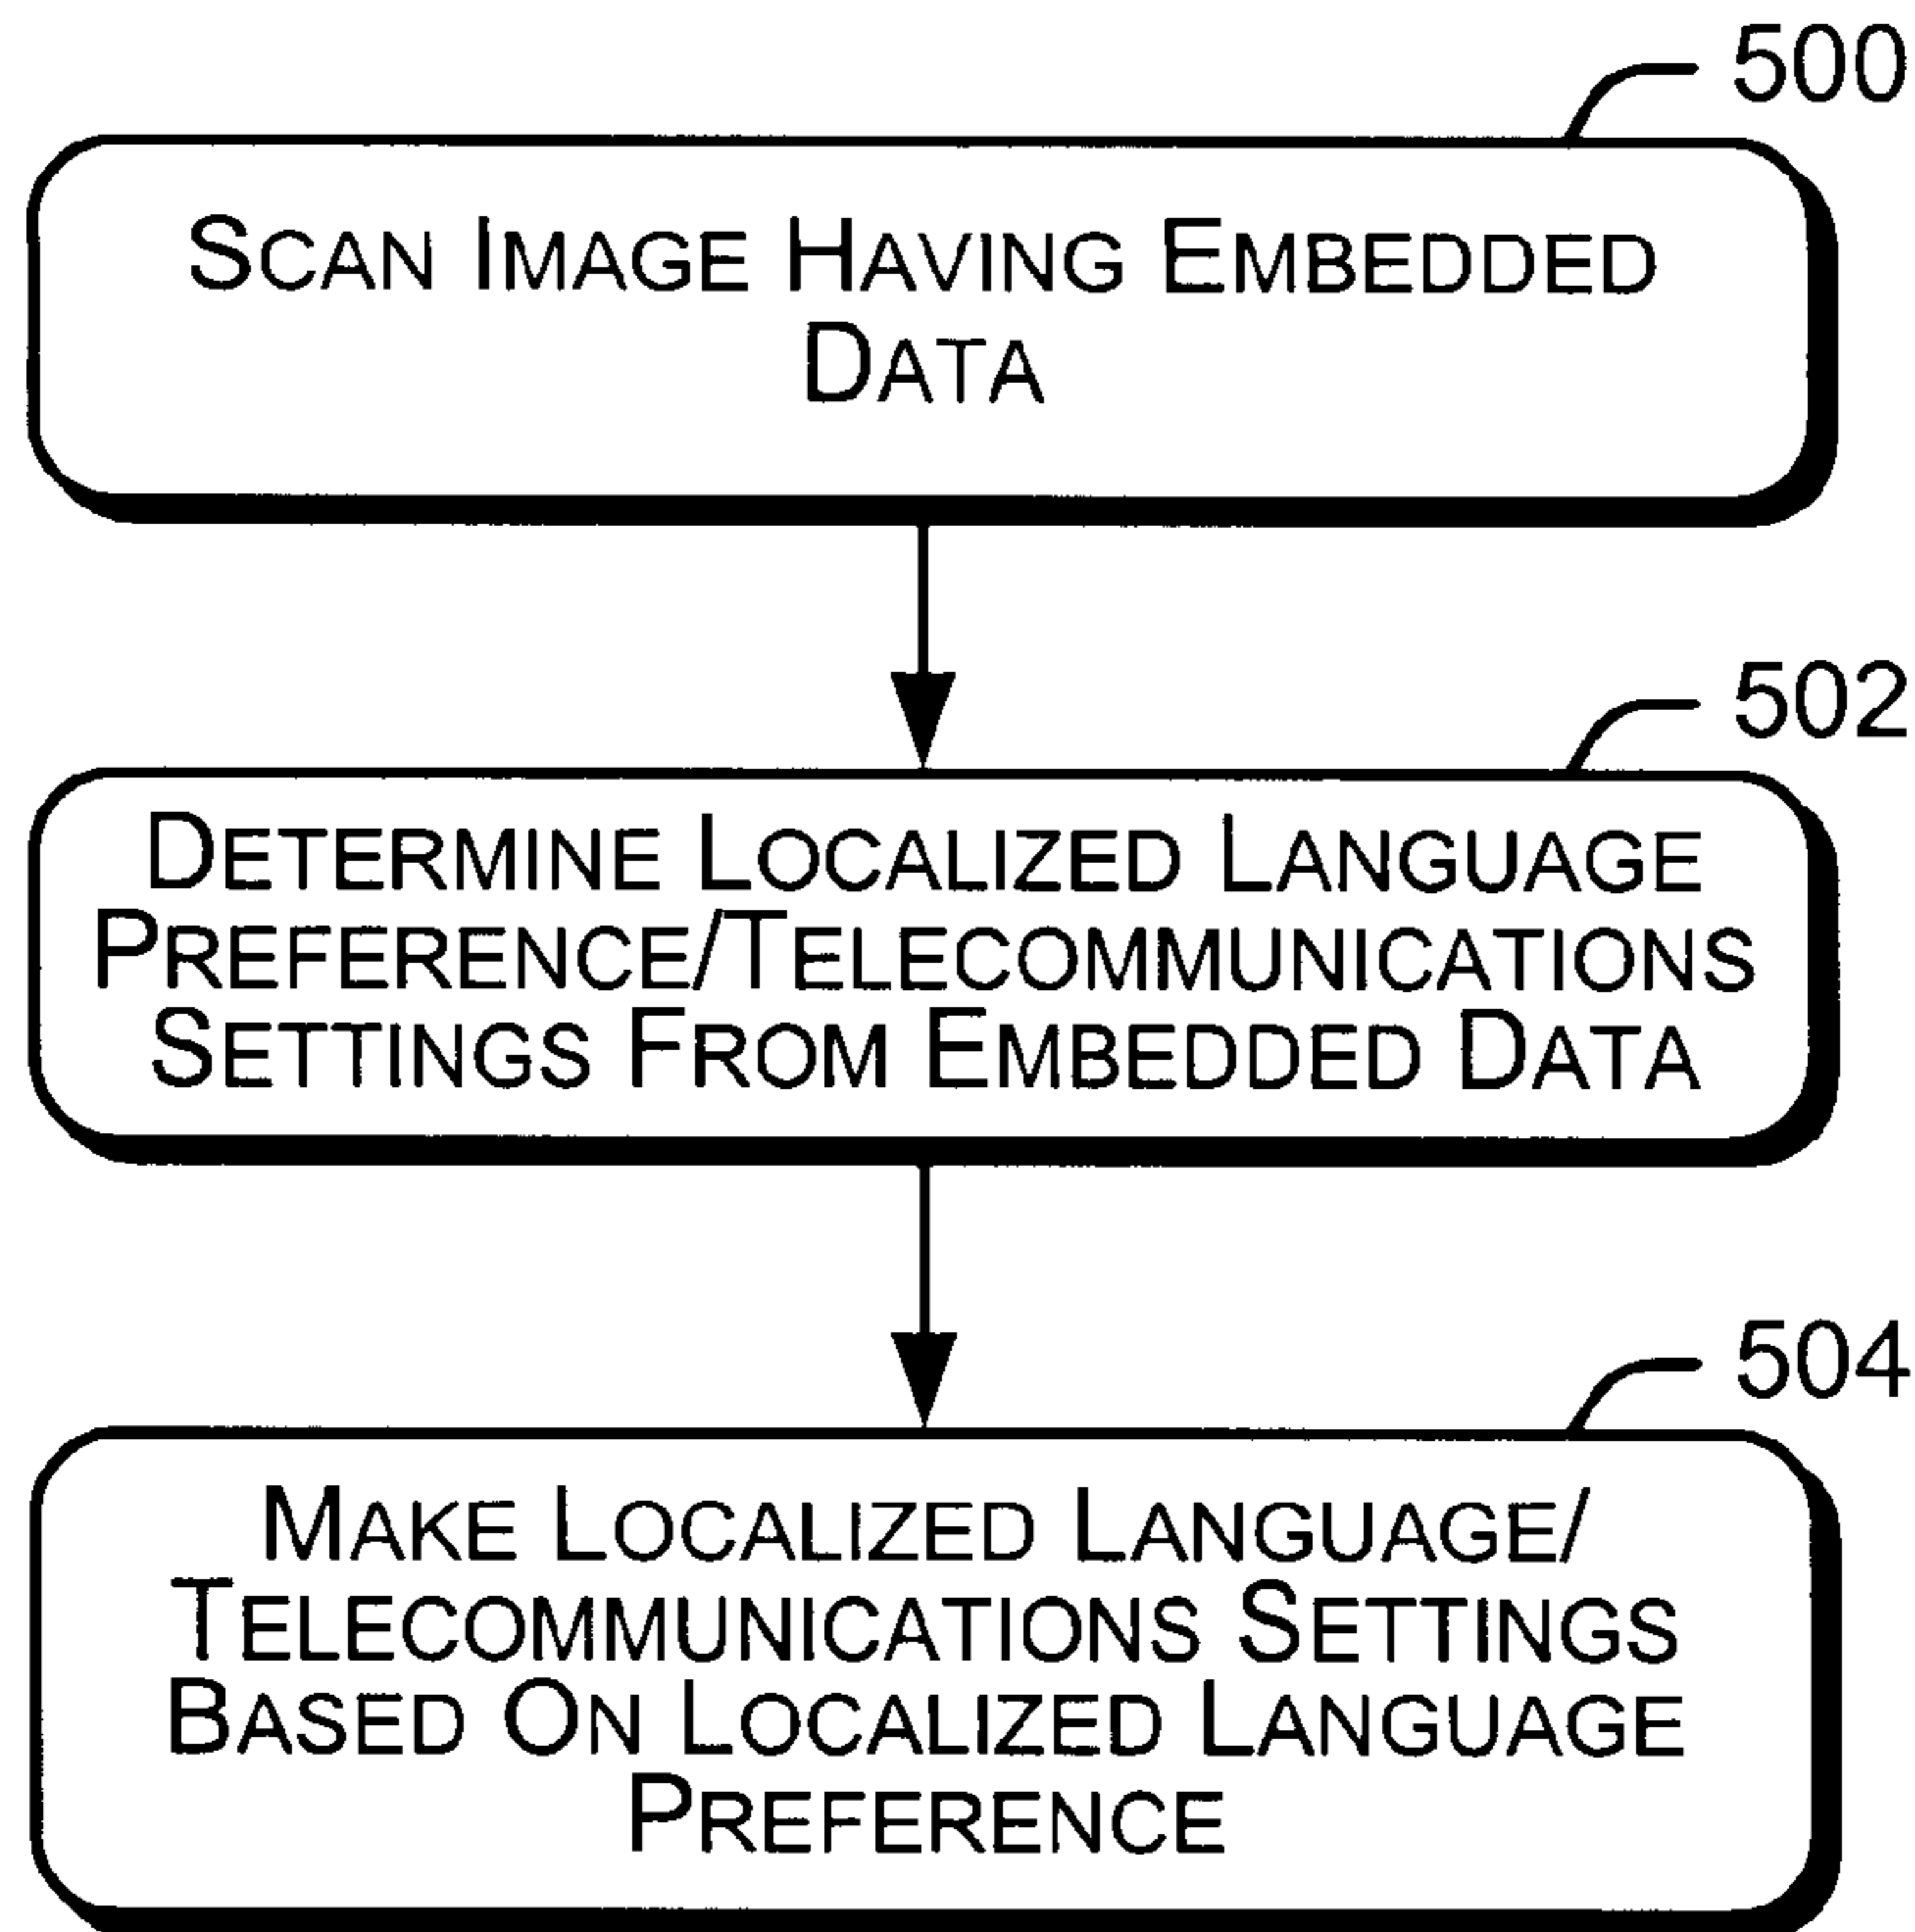 500
SCAN IMAGE HAVING EMBEDDED
DATA
502
DETERMINE LOCALIZED LANGUAGE
PREFERENCE/TELECOMMUNICATIONS
SETTINGS FROM EMBEDDED DATA
504
MAKE LOCALIZED LANGUAGE/
TELECOMMUNICATIONS SETTINGS
BASED ON LOCALIZED LANGUAGE
PREFERENCE